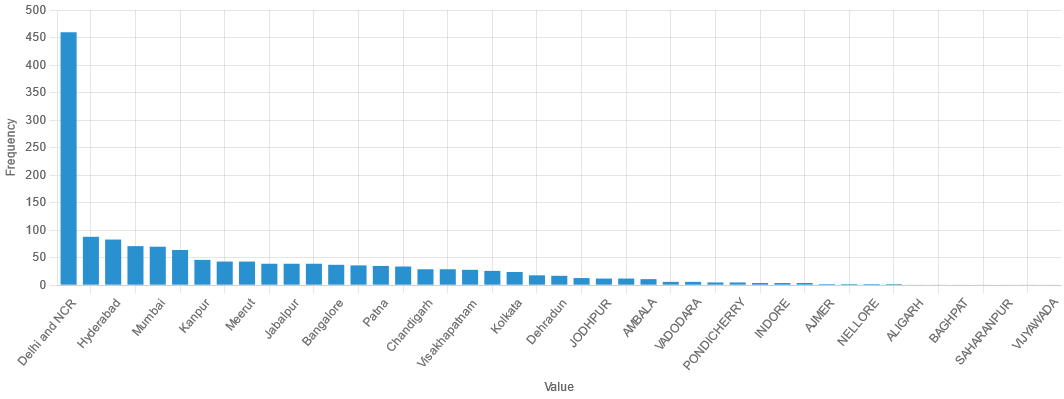 500
450
400
350
300
250
200
150
100
50
0
Frequency
Delhi and NCR
Hyderabad
Mumbai
Kanpur
Meerut
Jabalpur
Bangalore
Patna
Chandigarh
Visakhapatnam
Kolkata
Dehradun
JODHPUR
AMBALA
VADODARA
PONDICHERRY
INDORE
AJMER
NELLORE
ALIGARH
BAGHPAT
SAHARANPUR
VIJYAWADA
Value